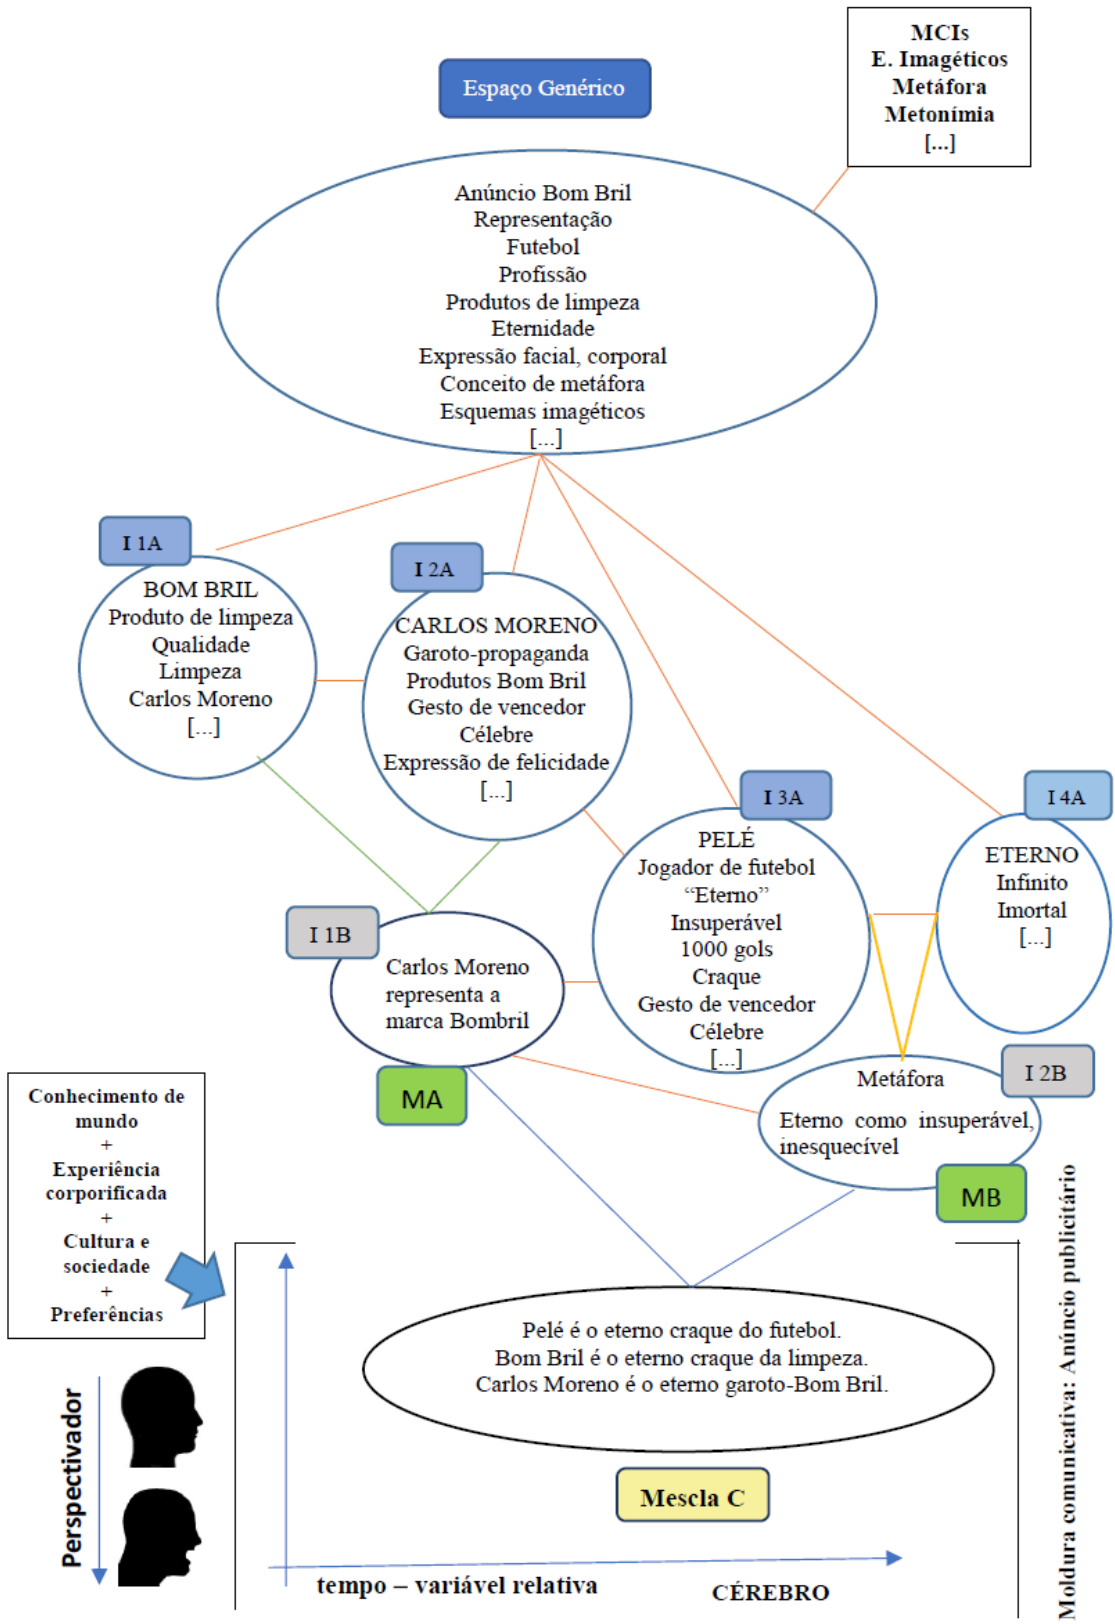 MCIs
E. Imagéticos
Metáfora
Metonímia
[...]
Espaço Genérico
Anúncio Bom Bril
Representação
Futebol
Profissão
Produtos de limpeza
Eternidade
Expressão facial, corporal
Conceito de metáfora
Esquemas imagéticos
[...]
I 1A
BOM BRIL
Produto de limpeza
Qualidade
Limpeza
Carlos Moreno
[...]
I 2A
CARLOS MORENO
Garoto-propaganda
Produtos Bom Bril
Gesto de vencedor
Célebre
Expressão de felicidade
[...]
I 3A
PELÉ
Jogador de futebol
“Eterno”
Insuperável
1000 gols
Craque
Gesto de vencedor
Célebre
[...]
I 4A
ETERNO
Infinito
Imortal
[...]
I 1B
Carlos Moreno
representa a
marca Bombril
MA
I 2B
Metáfora
Eterno como insuperável,
inesquecível
MB
Conhecimento de
mundo
+
Experiência
corporificada
+
Cultura e
sociedade
+
Preferências
Perspectivador
Pelé é o eterno craque do futebol.
Bom Bril é o eterno craque da limpeza.
Carlos Moreno é o eterno garoto-Bom Bril.
Mescla C
tempo – variável relativa
CÉREBRO
Moldura comunicativa: Anúncio publicitário